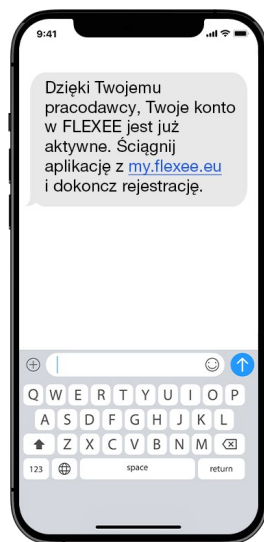 9:41
Dzięki Twojemu
pracodawcy, Twoje konto
w FLEXEE jest już
aktywne. Ściągnij
aplikację z my.flexee.eu
i dokoncz rejestrację.
Q W E R T Y U I O P
A S D F G H J K L
Z X C V B N M
123 space return